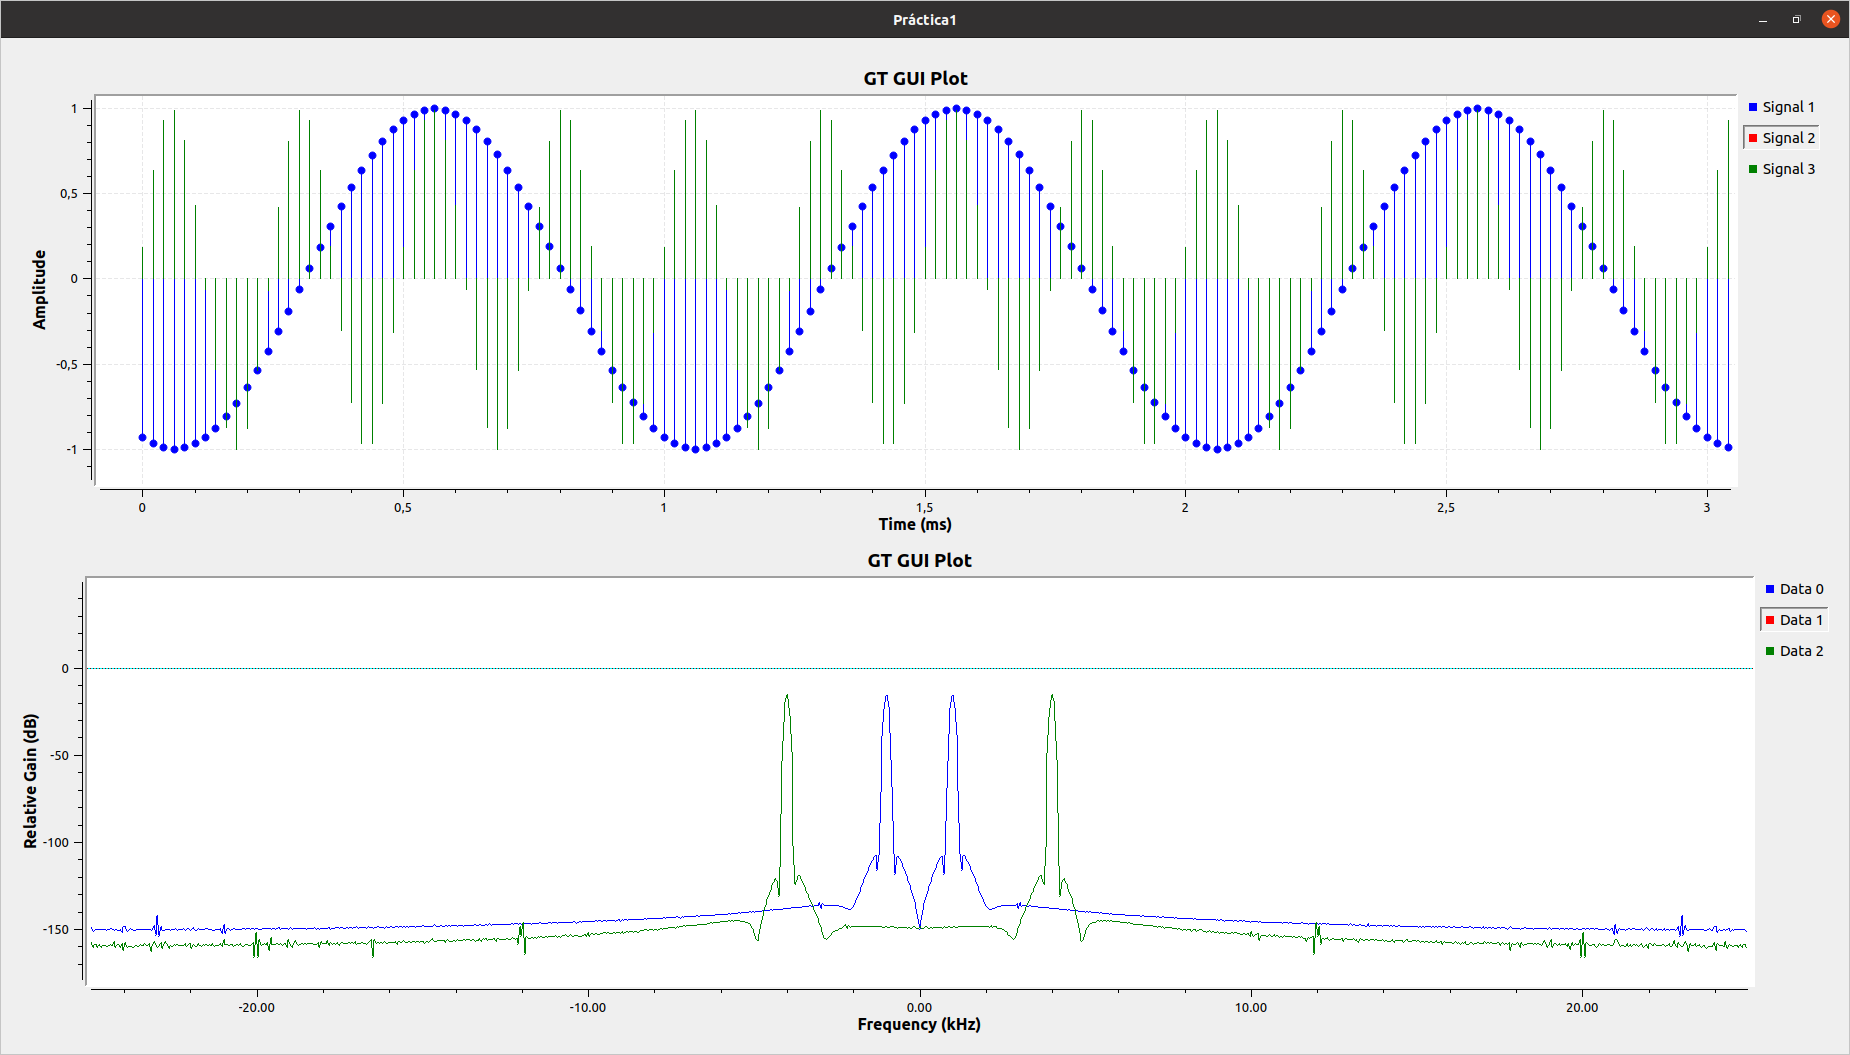 Práctica1
GT GUI Plot
Signal 1
Signal 2
Signal 3
Amplitude
1
0,5
0
-0,5
-1
0 0,5 1 1,5 2 2,5 3
Time (ms)
GT GUI Plot
Data 0
Data 1
Data 2
Relative Gain (dB)
0
-50
-100
-150
-20.00 -10.00 0.00 10.00 20.00
Frequency (kHz)